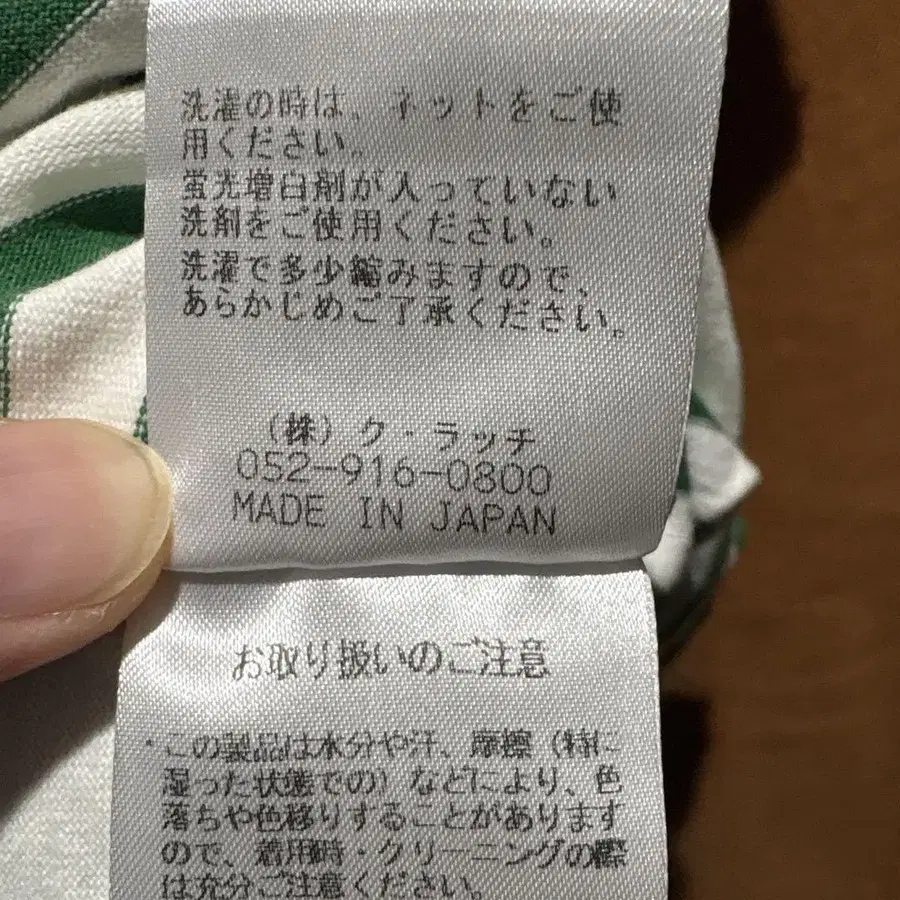 洗濯の時は、ネットをご使
用ください。
蛍光増白剤が入っていない
洗剤をご使用ください。
洗濯で多少縮みますので、
あらかじめご了承ください。
（株）ク・ラッチ
052-916-0800
MADE IN JAPAN
お取り扱いのご注意
・この製品は水分や汗、摩擦（特に
湿った状態での）などにより、色
落ちや色移りすることがあります
ので、着用時・クリーニングの際
は充分ご注意ください。